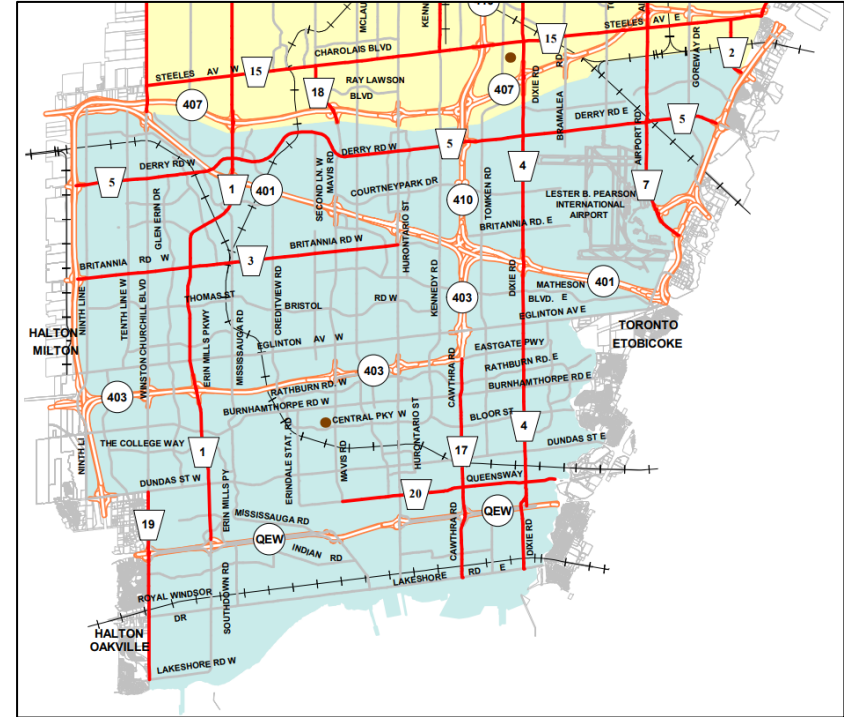 STEELES AV E
15
CHAROLAIS BLVD
STEELES AV W
15
2
GOREWAY DR
RAY LAWSON
BLVD
18
407
407
DIXIE RD
BRAMALEA RD
DERRY RD E
5
AIRPORT RD
5
DERRY RD W
5
DERRY RD W
MAVIS RD
SECOND LN. W
1
401
COURTNEYPARK DR
410
TOMKEN RD
4
7
LESTER B. PEARSON
INTERNATIONAL
AIRPORT
GLEN ERIN DR
HURONTARIO ST
BRITANNIA RD. E
BRITANNIA RD W
3
BRITANNIA RD W
401
MATHESON
BLVD. E
DIXIE RD
KENNEDY RD
403
THOMAS ST
BRISTOL RD W
CREDITVIEW RD
EGLINTON AV E
NINTH LINE
TENTH LINE W
WINSTON CHURCHILL BLVD
ERIN MILLS PKWY
MISSISSAUGA RD
HALTON
MILTON
TORONTO
ETOBICOKE
EGLINTON AV W
EASTGATE PWY
RATHBURN RD. E
403
403
RATHBURN RD. W
BURNHAMTHORPE RD E
BURNHAMTHORPE RD W
CAWTHRA RD
CENTRAL PKY W
BLOOR ST
4
HURONTARIO ST
MAVIS RD
ERINDALE STAT. RD
THE COLLEGE WAY
NINTH LI
1
17
DUNDAS ST E
DUNDAS ST W
QUEENSWAY
20
19
ERIN MILLS PY
MISSISSAUGA RD
QEW
QEW
INDIAN RD
CAWTHRA RD
DIXIE RD
LAKESHORE RD E
ROYAL WINDSOR
DR
SOUTHDOWN RD
HALTON
OAKVILLE
LAKESHORE RD W